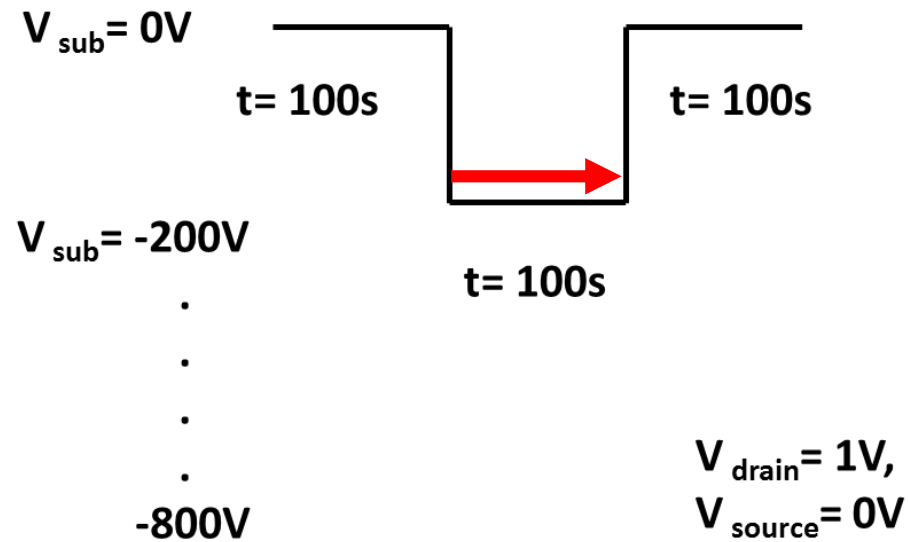 V sub= 0V
t= 100s
t= 100s
V sub= -200V
t= 100s
.
.
.
.
-800V
V drain= 1V,
V source= 0V